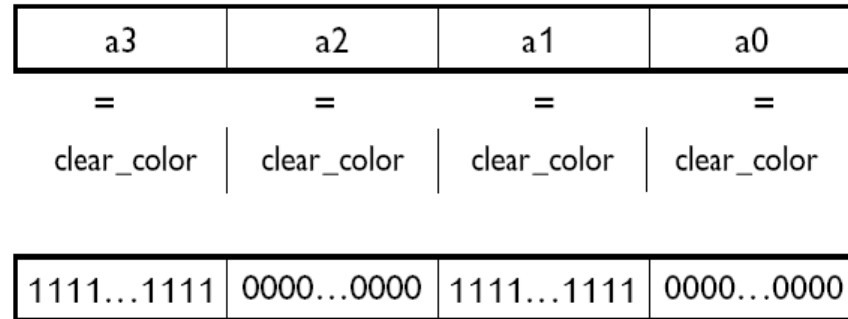 a3 a2 a1 a0
= = = =
clear_color clear_color clear_color clear_color
1111...1111 0000...0000 1111...1111 0000...0000